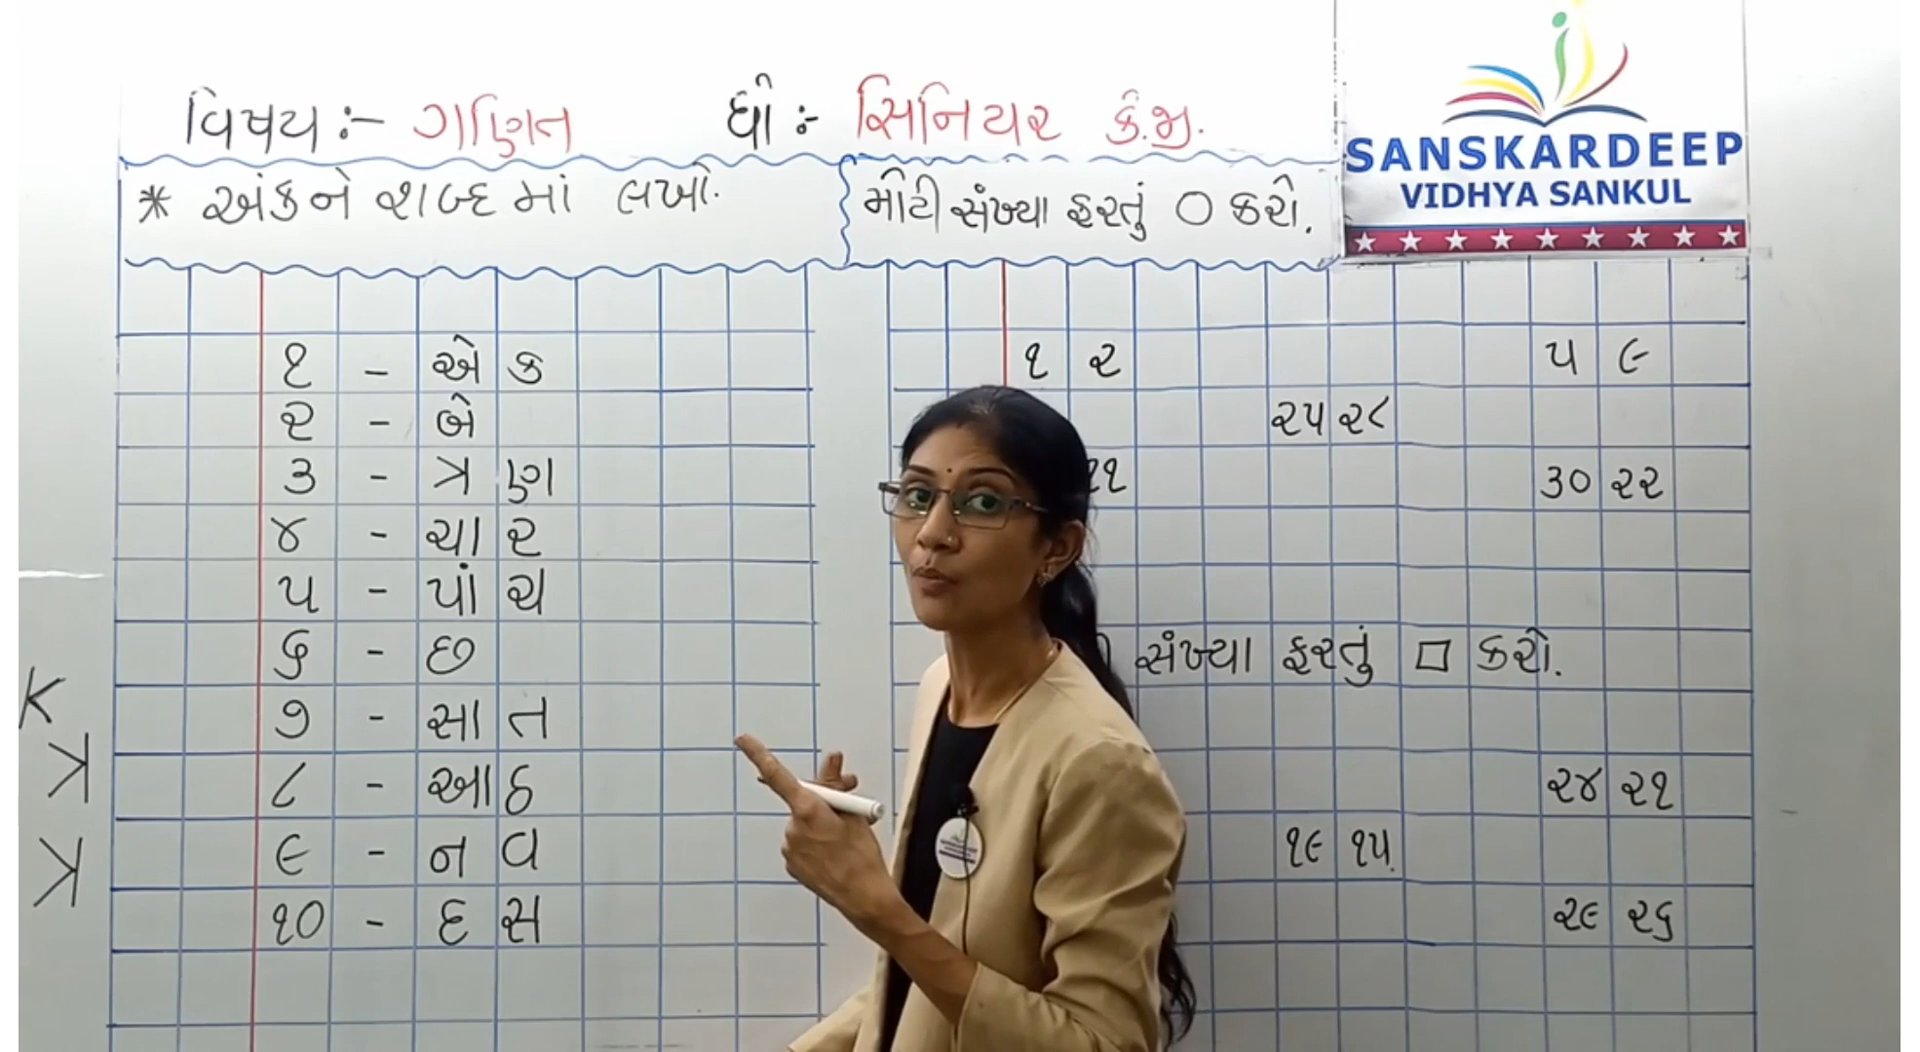 વિષય :- ગણિત
ધો :- સિનિયર કે.જી.
SANSKARDEEP
VIDHYA SANKUL
* અંકને શબ્દ માં લખો.
મોટી સંખ્યા ફરતું ○ કરો.
૧ - એક
૨ - બે
૩ - ત્રણ
૪ - ચાર
૫ - પાંચ
૬ - છ
૭ - સાત
૮ - આઠ
૯ - નવ
૧૦ - દસ
૧ ૨
૫ ૯
૨૫ ૨૮
૩૦ ૨૨
સંખ્યા ફરતું □ કરો.
૨૪ ૨૧
૧૯ ૧૫
૨૯ ૨૬
K